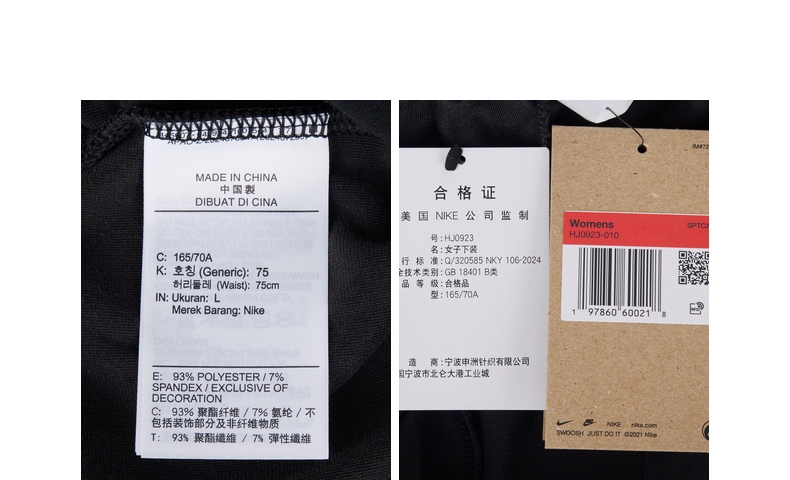 MADE IN CHINA
中国製
DIBUAT DI CINA
C: 165/70A
K: 호칭 (Generic): 75
허리둘레 (Waist): 75cm
IN: Ukuran: L
Merek Barang: Nike
E: 93% POLYESTER / 7%
SPANDEX / EXCLUSIVE OF
DECORATION
C: 93% 聚酯纤维 / 7% 氨纶 / 不
包括装饰部分及非纤维物质
T: 93% 聚酯纖維 / 7% 彈性纖維
合格证
美国 NIKE 公司监制
号: HJ0923
名: 女子下装
行标准: Q/320585 NKY 106-2024
全技术类别: GB 18401 B类
品等级: 合格品
型: 165/70A
造商: 宁波申洲针织有限公司
国宁波市北仑大港工业城
Womens
HJ0923-010
SPTCA
1 97860 60021 8
NIKE nike.com
SWOOSH JUST DO IT ©2021 Nike